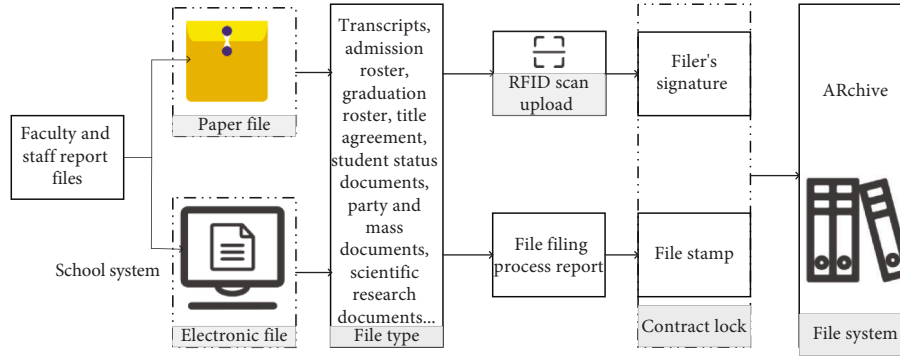 Faculty and
staff report
files
School system
Paper file
Electronic file
Transcripts,
admission
roster,
graduation
roster, title
agreement,
student status
documents,
party and
mass
documents,
scientific
research
documents...
File type
RFID scan
upload
File filing
process report
Filer's
signature
File stamp
Contract lock
ARchive
File system